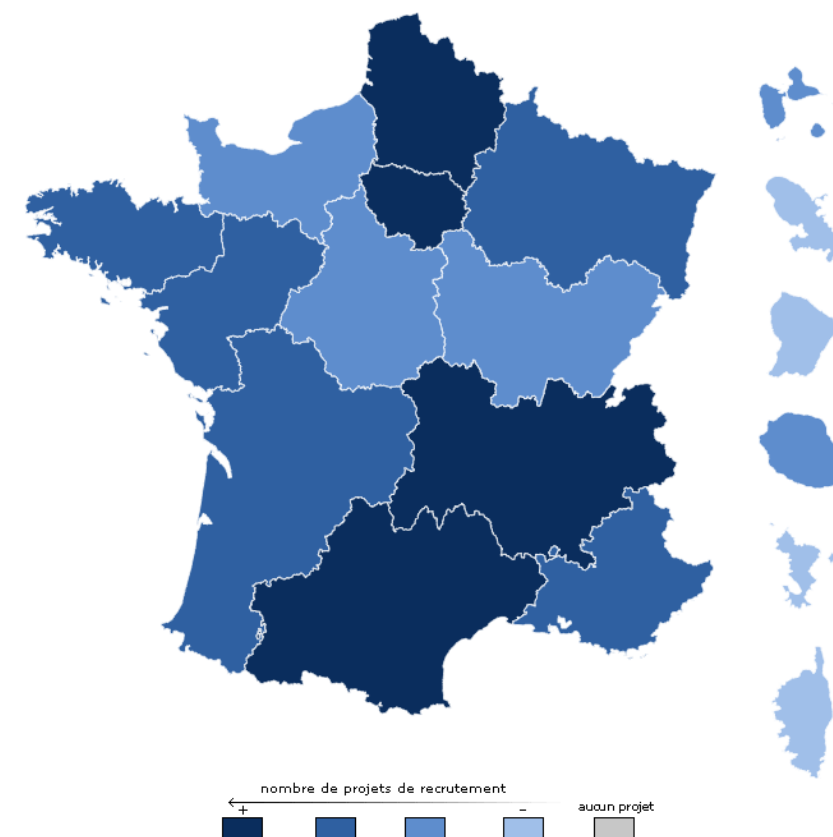 nombre de projets de recrutement
+ - aucun projet